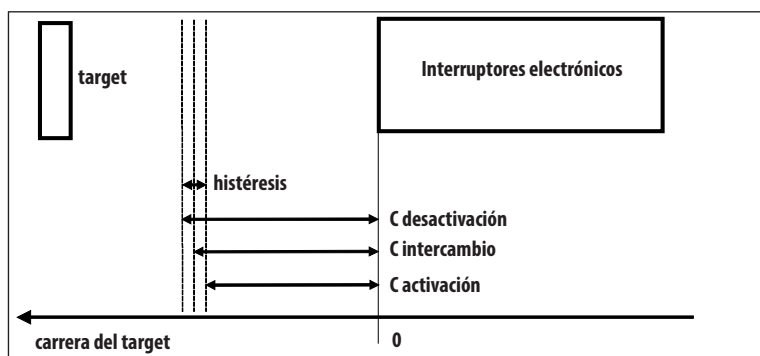 Interruptores electrónicos
target
histéresis
C desactivación
C intercambio
C activación
carrera del target
0